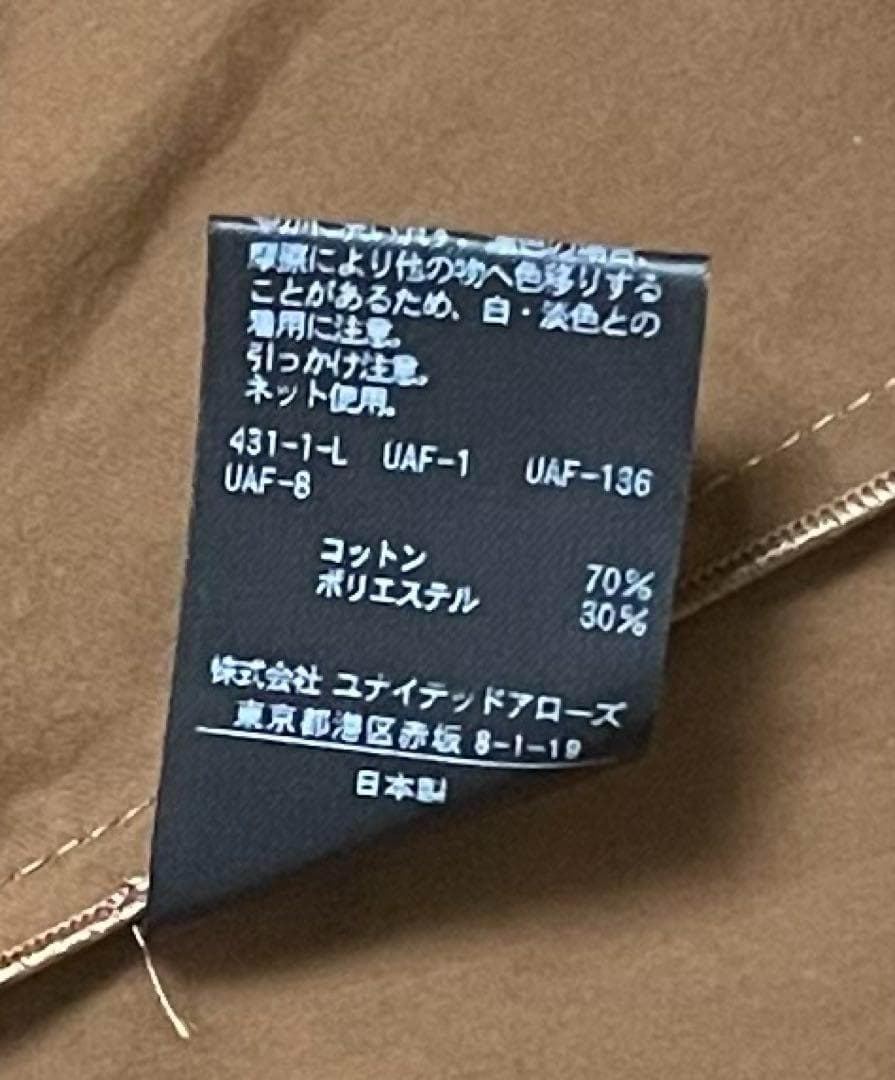 摩擦により他の物へ色移りする
ことがあるため、白・淡色との
着用に注意。
引っかけ注意。
ネット使用。
431-1-L UAF-1 UAF-136
UAF-8
コットン 70%
ポリエステル 30%
株式会社 ユナイテッドアローズ
東京都港区赤坂 8-1-19
日本製